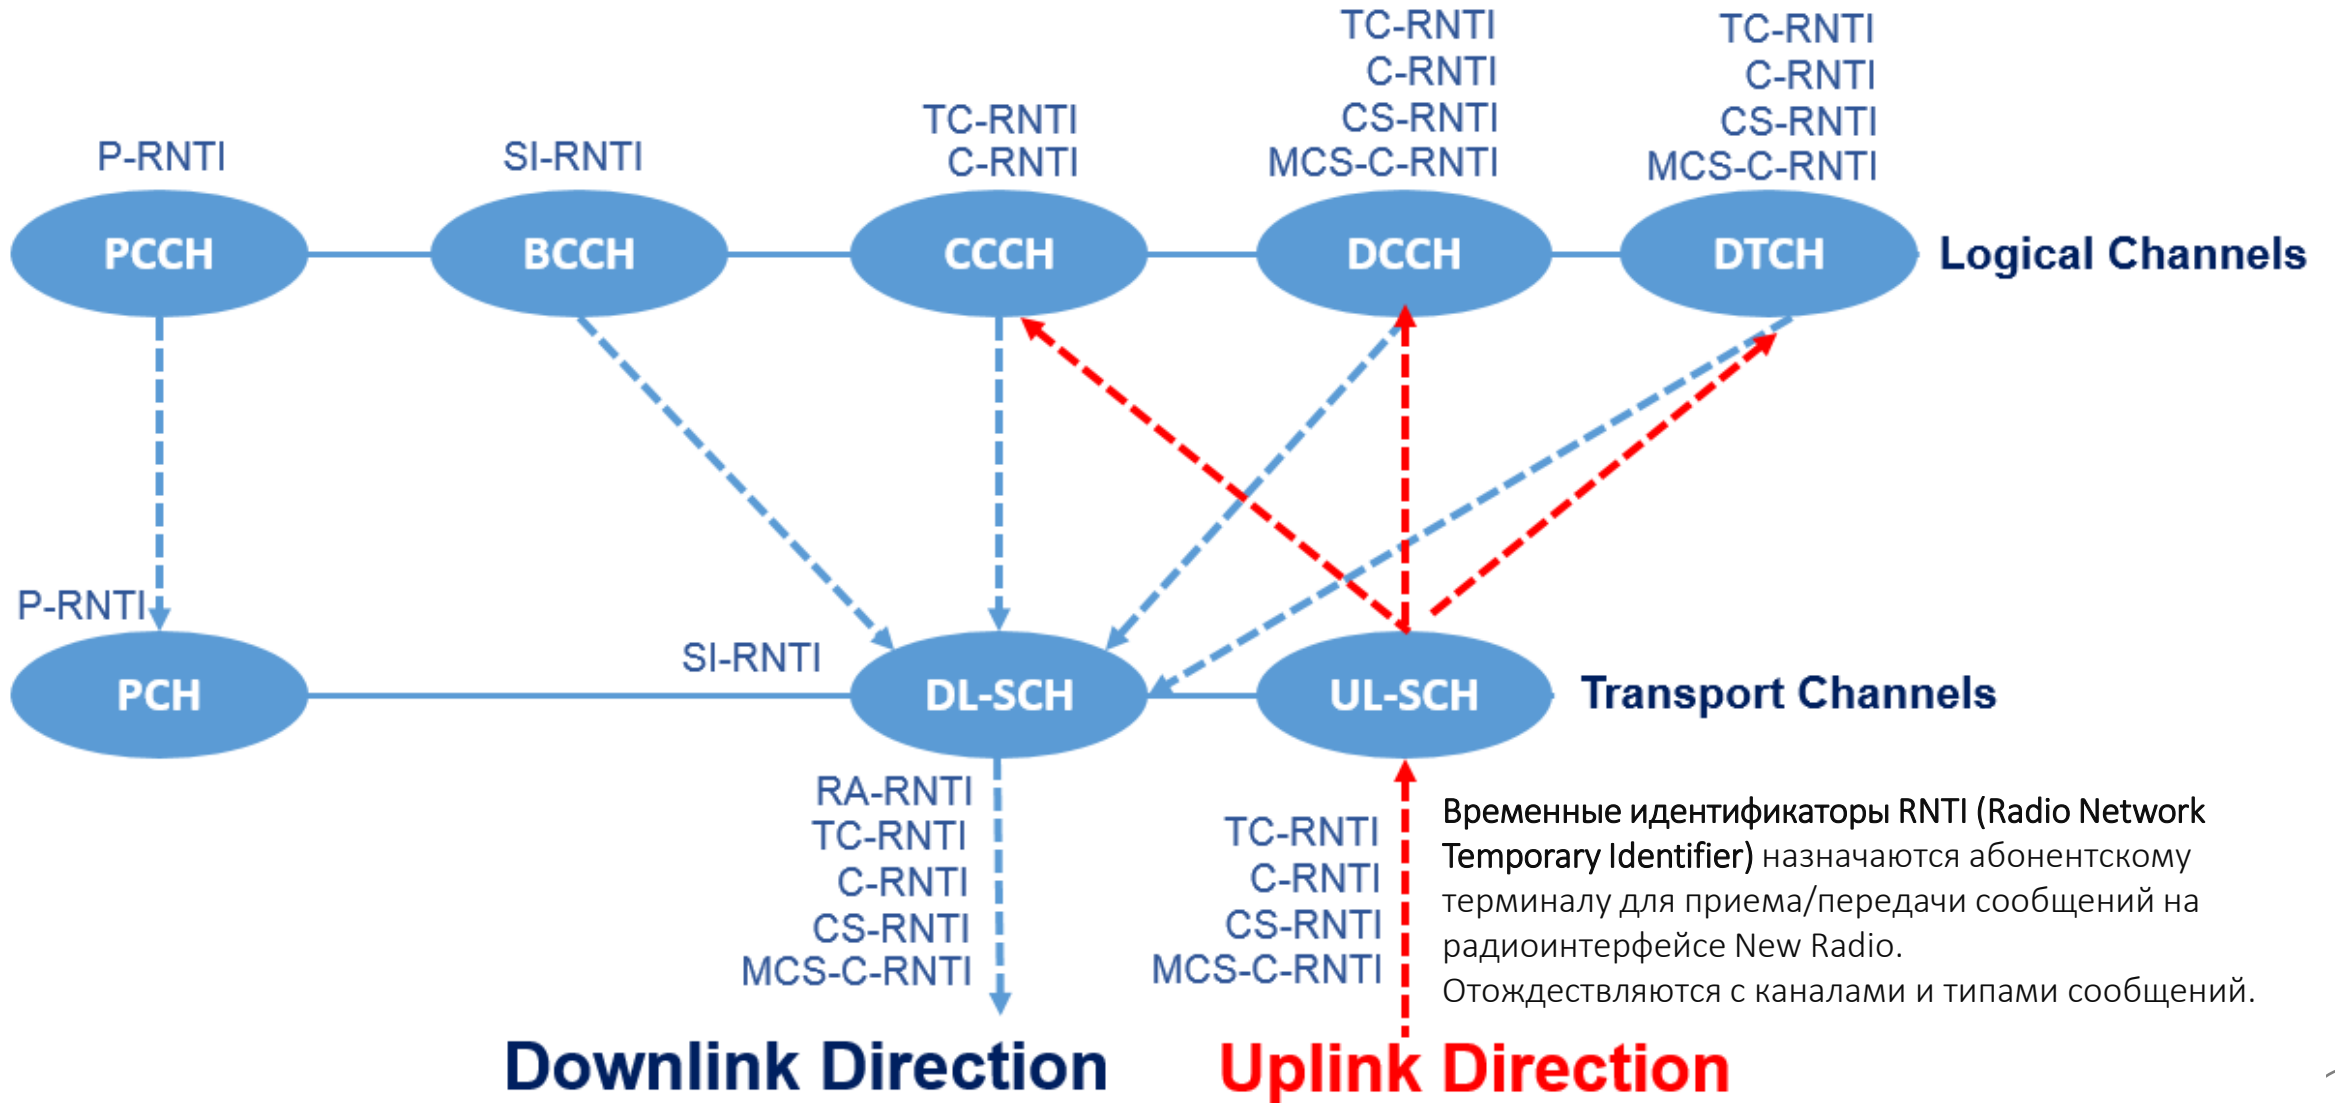 TC-RNTI
C-RNTI
CS-RNTI
MCS-C-RNTI
TC-RNTI
C-RNTI
CS-RNTI
MCS-C-RNTI
TC-RNTI
C-RNTI
P-RNTI
SI-RNTI
PCCH
BCCH
CCCH
DCCH
DTCH
Logical Channels
P-RNTI
SI-RNTI
PCH
DL-SCH
UL-SCH
Transport Channels
RA-RNTI
TC-RNTI
C-RNTI
CS-RNTI
MCS-C-RNTI
TC-RNTI
C-RNTI
CS-RNTI
MCS-C-RNTI
Временные идентификаторы RNTI (Radio Network
Temporary Identifier) назначаются абонентскому
терминалу для приема/передачи сообщений на
радиоинтерфейсе New Radio.
Отождествляются с каналами и типами сообщений.
Downlink Direction
Uplink Direction